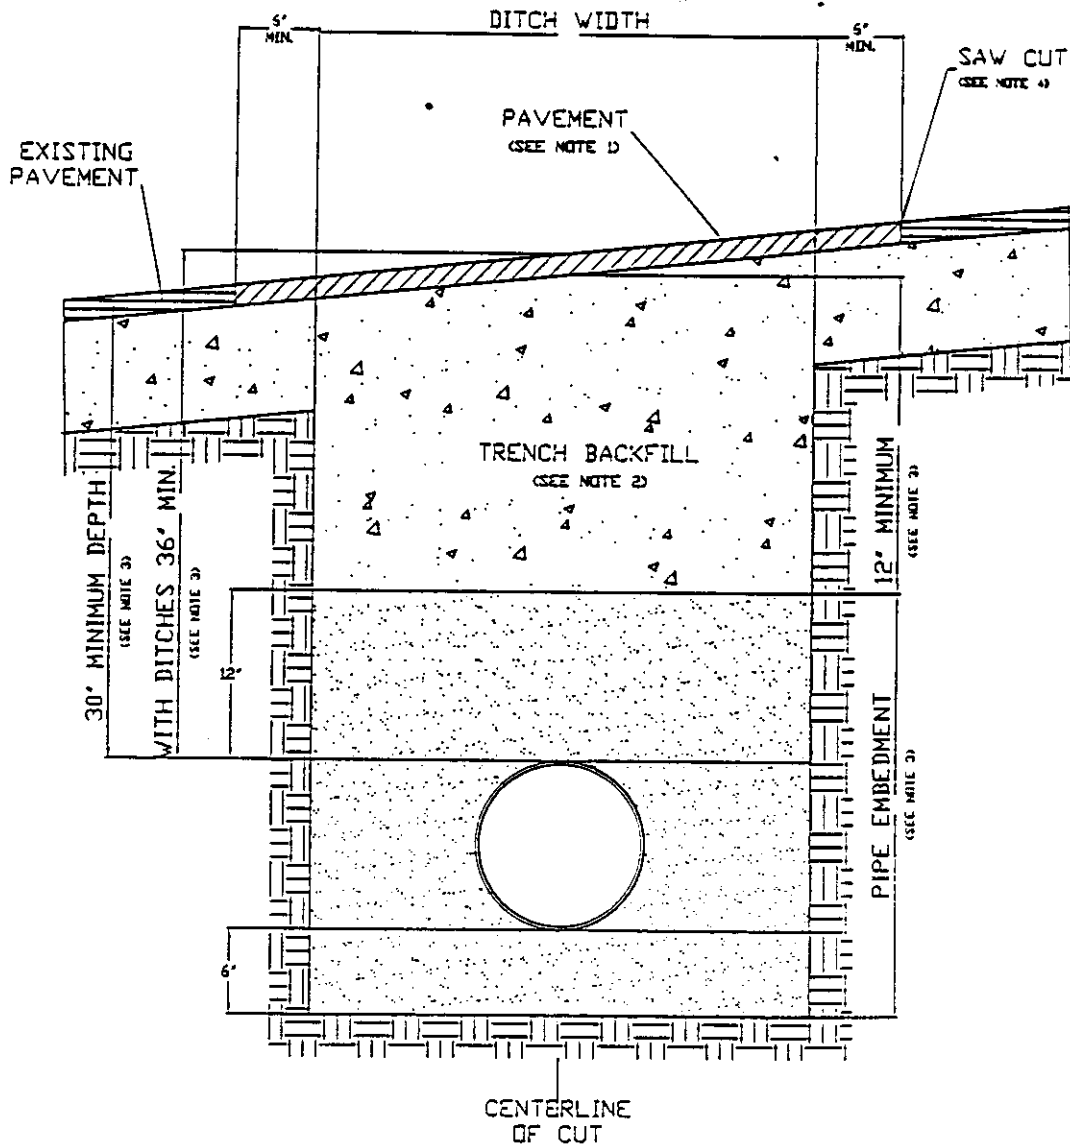 DITCH WIDTH
6"
MIN.
6"
MIN.
SAW CUT
(SEE NOTE 4)
PAVEMENT
(SEE NOTE 1)
EXISTING
PAVEMENT
TRENCH BACKFILL
(SEE NOTE 2)
30" MINIMUM DEPTH
(SEE NOTE 3)
WITH DITCHES 36" MIN.
(SEE NOTE 3)
12" MINIMUM
(SEE NOTE 3)
12"
PIPE EMBEDMENT
(SEE NOTE 3)
6"
CENTERLINE
OF CUT